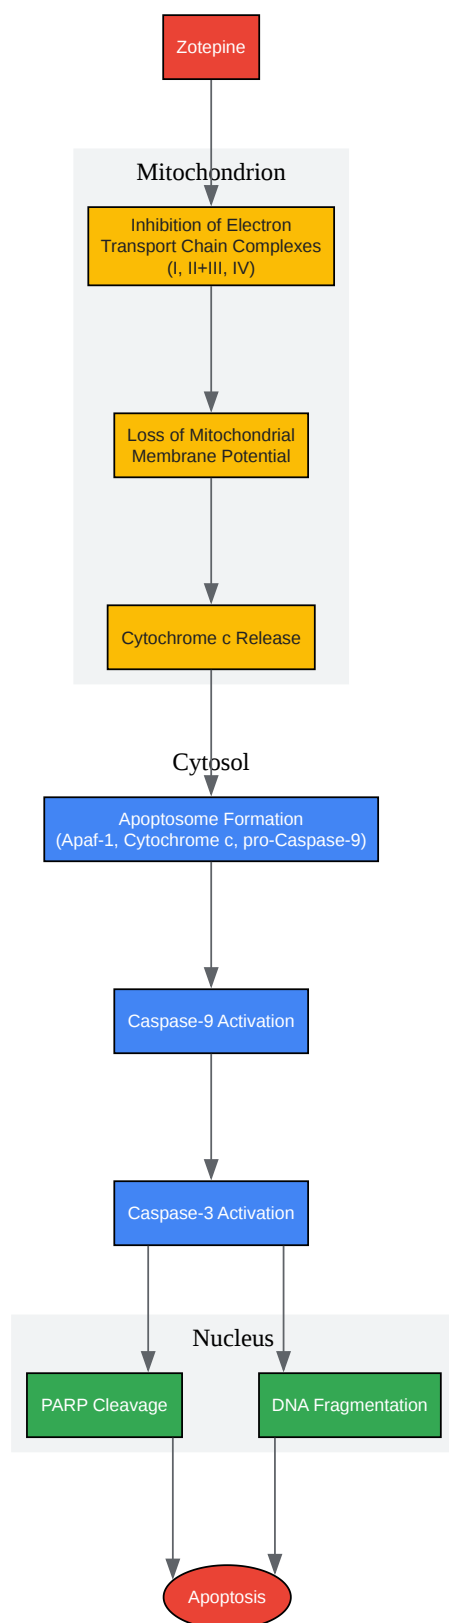 Zotepine
Mitochondrion
Inhibition of Electron
Transport Chain Complexes
(I, II+III, IV)
Loss of Mitochondrial
Membrane Potential
Cytochrome c Release
Cytosol
Apoptosome Formation
(Apaf-1, Cytochrome c, pro-Caspase-9)
Caspase-9 Activation
Caspase-3 Activation
Nucleus
PARP Cleavage
DNA Fragmentation
Apoptosis